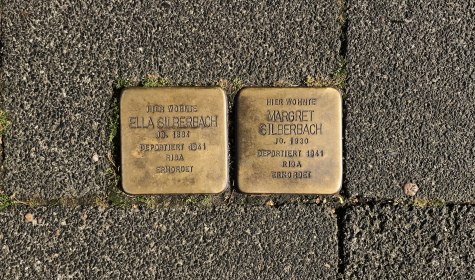 HIER WOHNTE
ELLA SILBERBACH
JG. 1894
DEPORTIERT 1941
RIGA
ERMORDET
HIER WOHNTE
MARGRET
SILBERBACH
JG. 1930
DEPORTIERT 1941
RIGA
ERMORDET